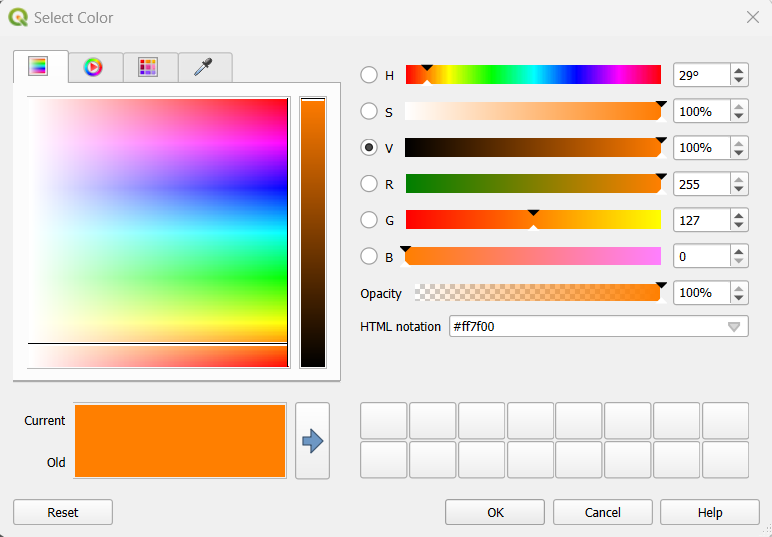 Select Color
H 29°
S 100%
V 100%
R 255
G 127
B 0
Opacity 100%
HTML notation #ff7f00
Current
Old
Reset OK Cancel Help